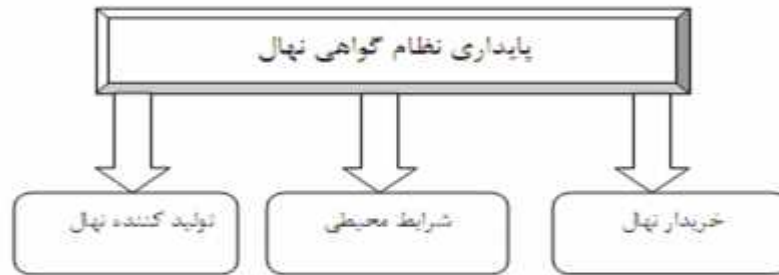 پایداری نظام گواهی نهال
خریدار نهال
شرایط محیطی
تولید کننده نهال